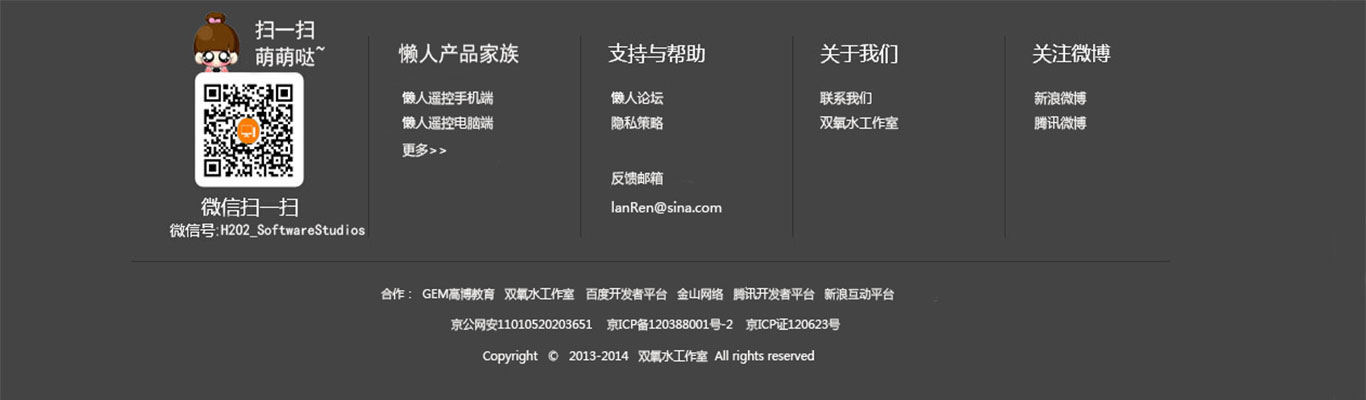 扫一扫
萌萌哒~
微信扫一扫
微信号:H202_SoftwareStudios
懒人产品家族
懒人遥控手机端
懒人遥控电脑端
更多>>
支持与帮助
懒人论坛
隐私策略
反馈邮箱
lanRen@sina.com
关于我们
联系我们
双氧水工作室
关注微博
新浪微博
腾讯微博
合作： GEM高博教育 双氧水工作室 百度开发者平台 金山网络 腾讯开发者平台 新浪互动平台
京公网安11010520203651 京ICP备120388001号-2 京ICP证120623号
Copyright © 2013-2014 双氧水工作室 All rights reserved